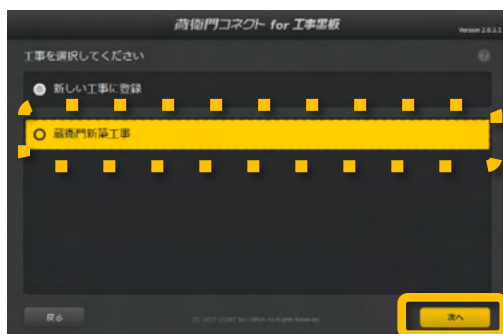 蔵衛門コネクト for 工事黒板
Version 2.0.2.1
工事を選択してください
新しい工事に登録
蔵衛門新築工事
戻る
次へ